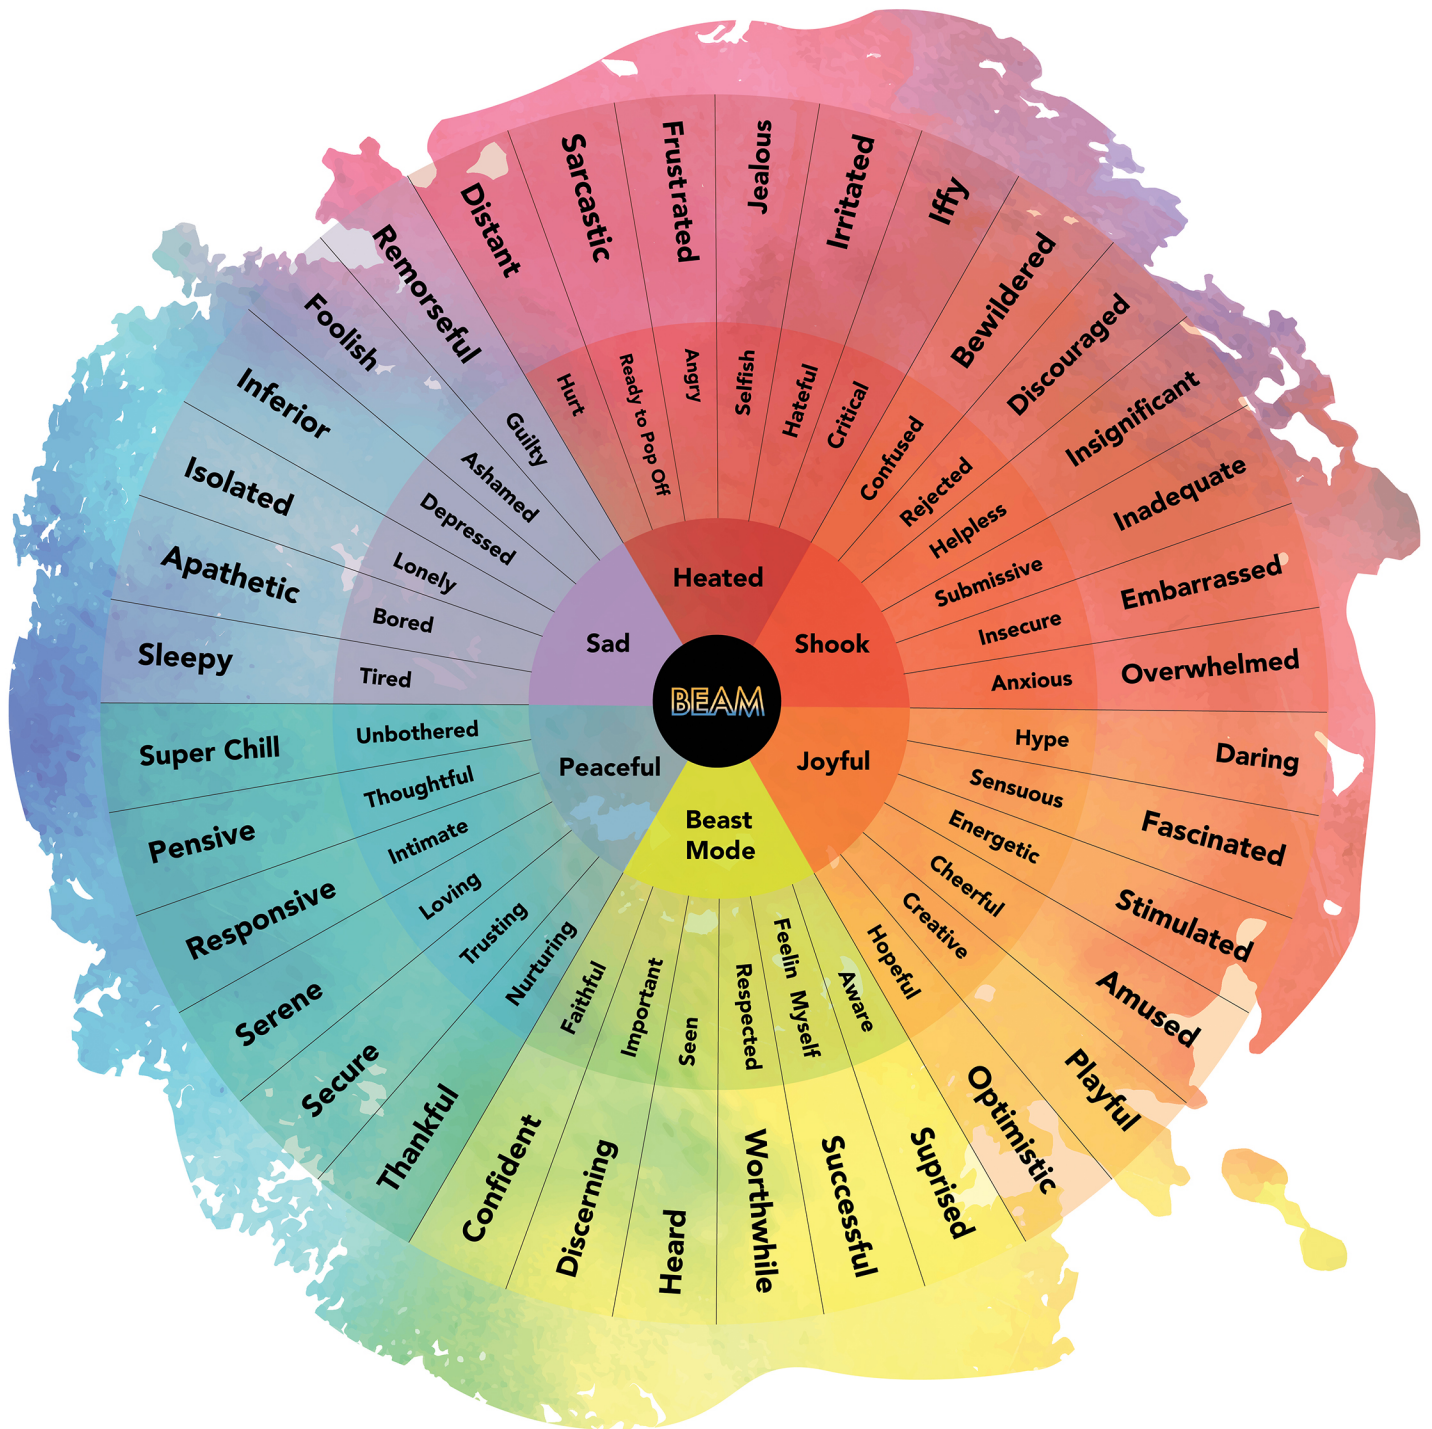 BEAM
Heated
Shook
Joyful
Beast
Mode
Peaceful
Sad
Hurt
Ready to Pop Off
Angry
Selfish
Hateful
Critical
Confused
Rejected
Helpless
Submissive
Insecure
Anxious
Hype
Sensuous
Energetic
Cheerful
Creative
Hopeful
Aware
Feelin Myself
Respected
Seen
Important
Faithful
Nurturing
Trusting
Loving
Intimate
Thoughtful
Unbothered
Tired
Bored
Lonely
Depressed
Ashamed
Guilty
Distant
Sarcastic
Frustrated
Jealous
Irritated
Iffy
Bewildered
Discouraged
Insignificant
Inadequate
Embarrassed
Overwhelmed
Daring
Fascinated
Stimulated
Amused
Playful
Optimistic
Suprised
Successful
Worthwhile
Heard
Discerning
Confident
Thankful
Secure
Serene
Responsive
Pensive
Super Chill
Sleepy
Apathetic
Isolated
Inferior
Foolish
Remorseful